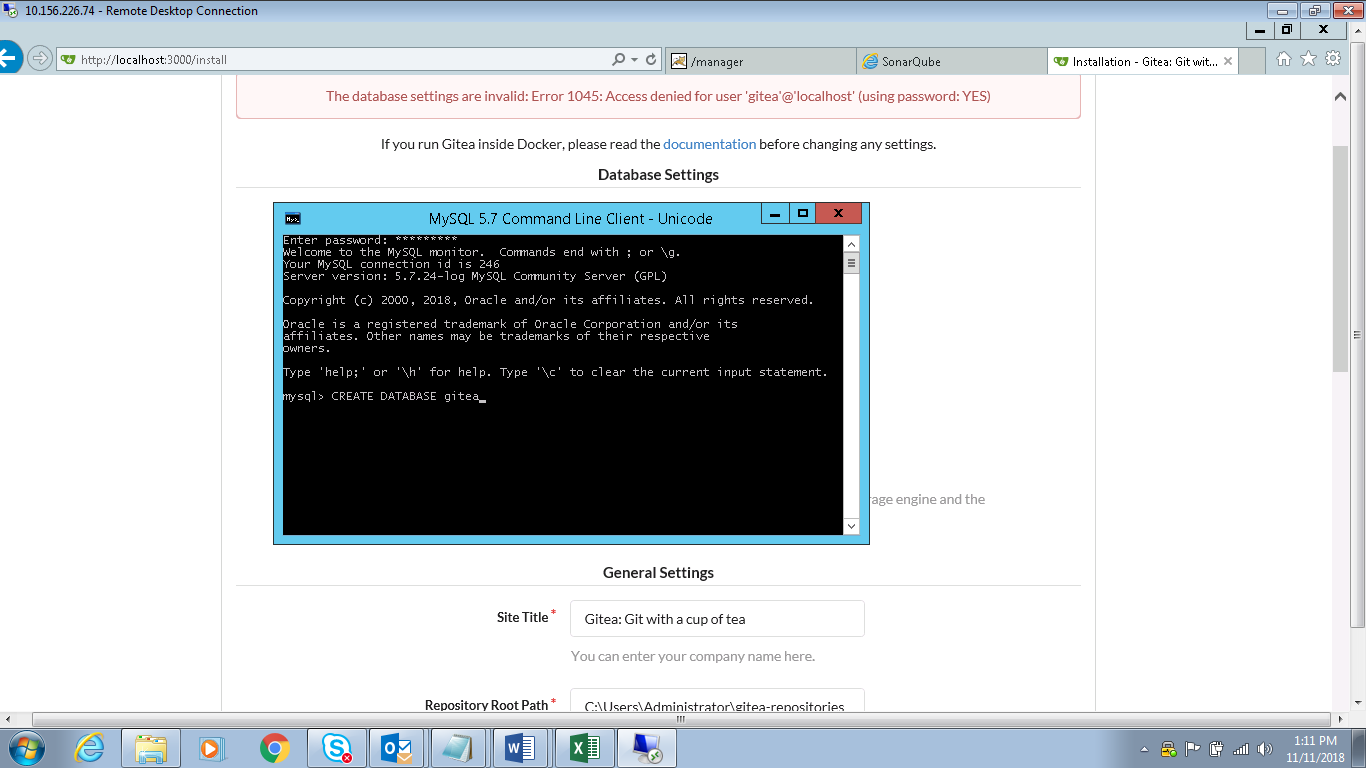 10.156.226.74 - Remote Desktop Connection
http://localhost:3000/install
/manager
SonarQube
Installation - Gitea: Git wit...
The database settings are invalid: Error 1045: Access denied for user 'gitea'@'localhost' (using password: YES)
If you run Gitea inside Docker, please read the documentation before changing any settings.
Database Settings
MySQL 5.7 Command Line Client - Unicode
Enter password: *********
Welcome to the MySQL monitor.  Commands end with ; or \g.
Your MySQL connection id is 246
Server version: 5.7.24-log MySQL Community Server (GPL)
Copyright (c) 2000, 2018, Oracle and/or its affiliates. All rights reserved.
Oracle is a registered trademark of Oracle Corporation and/or its
affiliates. Other names may be trademarks of their respective
owners.
Type 'help;' or '\h' for help. Type '\c' to clear the current input statement.
mysql> CREATE DATABASE gitea_
rage engine and the
General Settings
Site Title*
Gitea: Git with a cup of tea
You can enter your company name here.
Repository Root Path*
C:\Users\Administrator\gitea-repositories
1:11 PM
11/11/2018